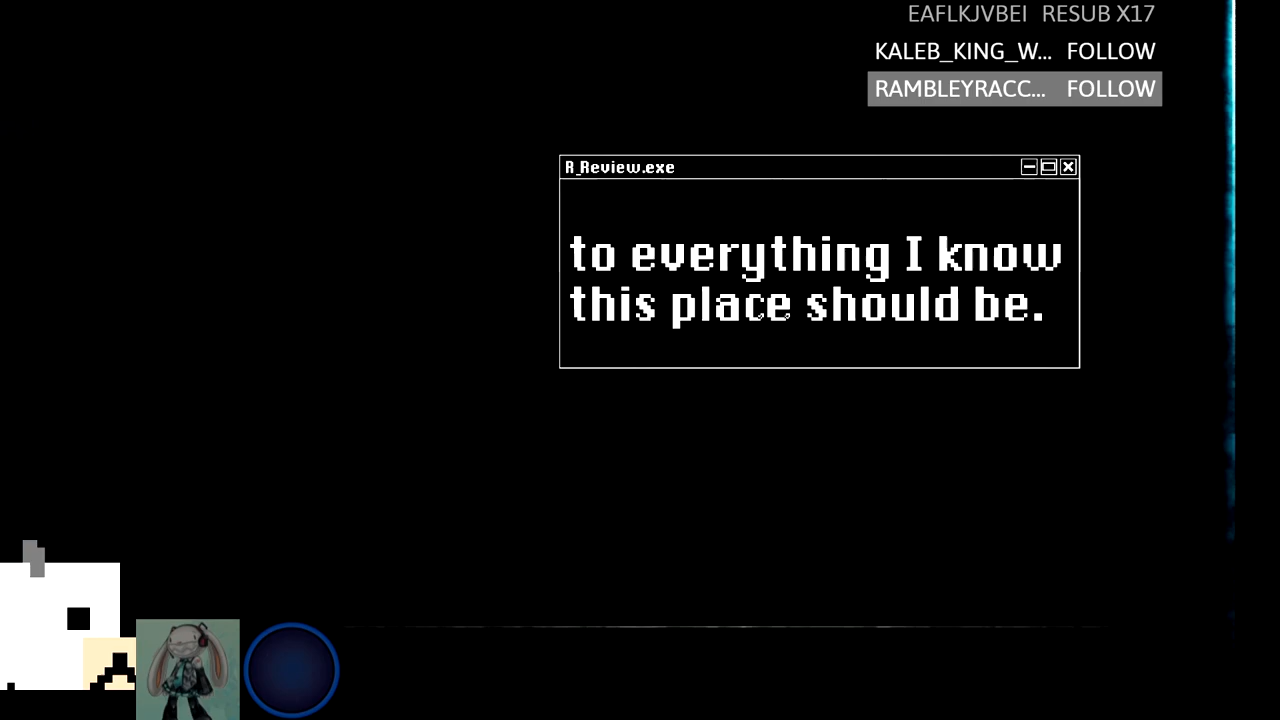 EAFLKJVBEI RESUB X17
KALEB_KING_W... FOLLOW
RAMBLEYRACC... FOLLOW
R_Review.exe
to everything I know
this place should be.